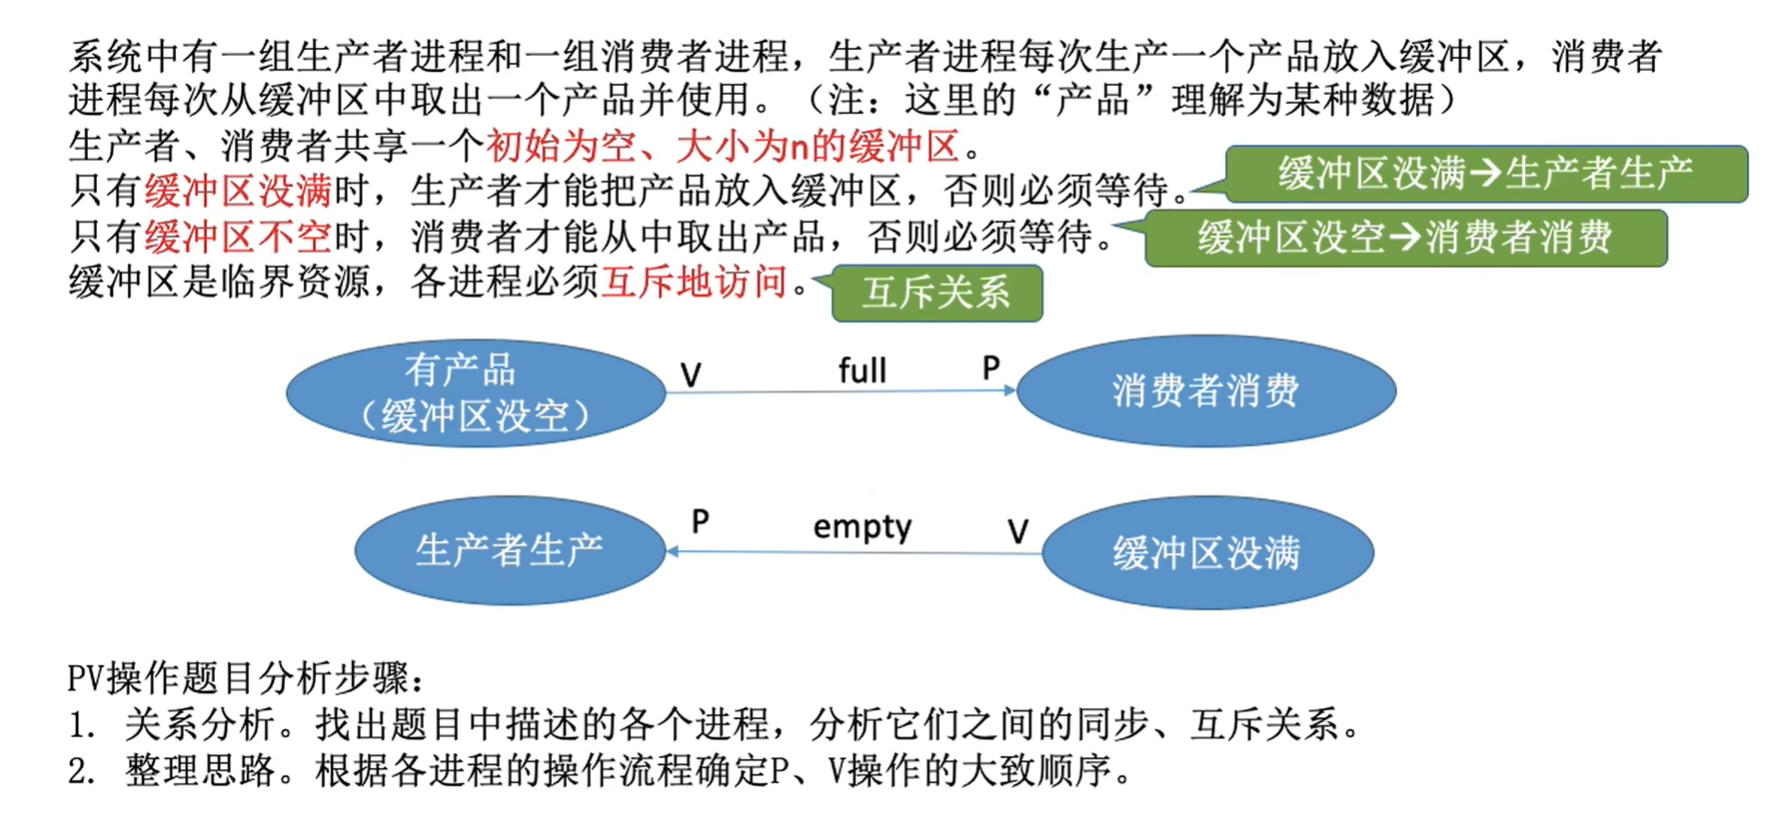 系统中有一组生产者进程和一组消费者进程，生产者进程每次生产一个产品放入缓冲区，消费者
进程每次从缓冲区中取出一个产品并使用。（注：这里的“产品”理解为某种数据）
生产者、消费者共享一个初始为空、大小为n的缓冲区。
只有缓冲区没满时，生产者才能把产品放入缓冲区，否则必须等待。
缓冲区没满→生产者生产
只有缓冲区不空时，消费者才能从中取出产品，否则必须等待。
缓冲区没空→消费者消费
缓冲区是临界资源，各进程必须互斥地访问。
互斥关系
有产品
（缓冲区没空）
V
full
P
消费者消费
生产者生产
P
empty
V
缓冲区没满
PV操作题目分析步骤：
1. 关系分析。找出题目中描述的各个进程，分析它们之间的同步、互斥关系。
2. 整理思路。根据各进程的操作流程确定P、V操作的大致顺序。